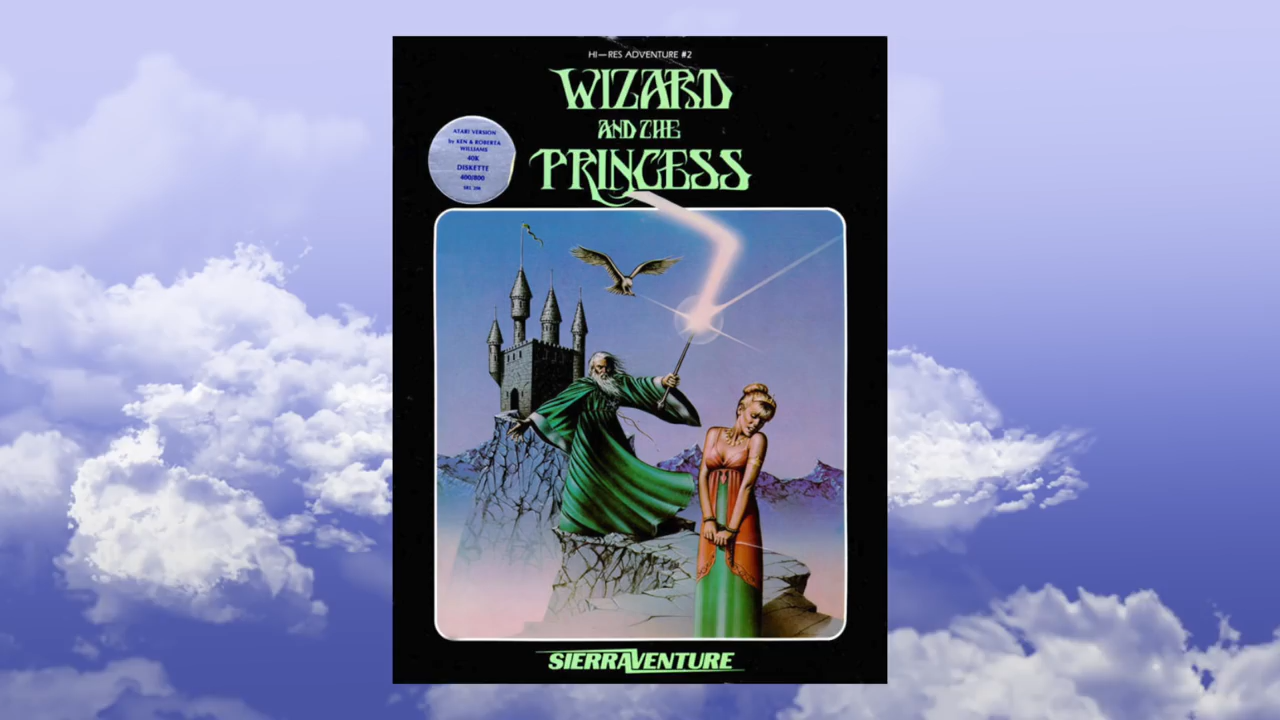 HI—RES ADVENTURE #2
WIZARD
AND THE
PRINCESS
ATARI VERSION
by KEN & ROBERTA
WILLIAMS
40K
DISKETTE
400/800
SIERRAVENTURE